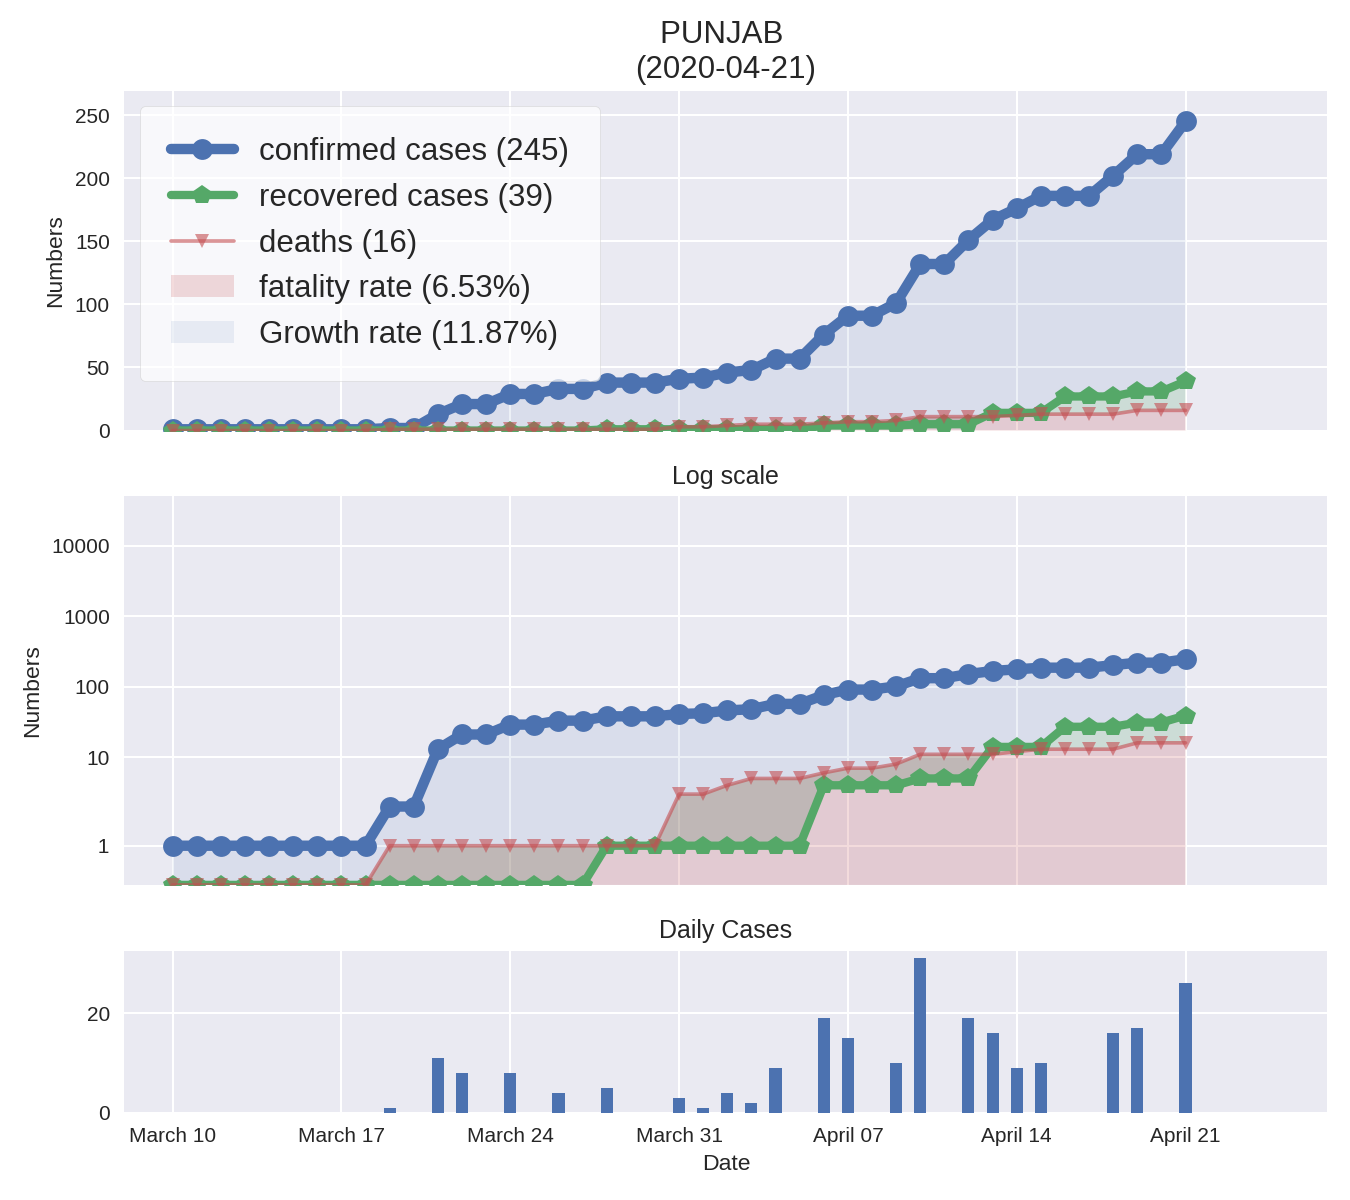 PUNJAB
(2020-04-21)
250
200
150
100
50
0
Numbers
confirmed cases (245)
recovered cases (39)
deaths (16)
fatality rate (6.53%)
Growth rate (11.87%)
Log scale
10000
1000
100
10
1
Numbers
Daily Cases
20
0
March 10 March 17 March 24 March 31 April 07 April 14 April 21
Date